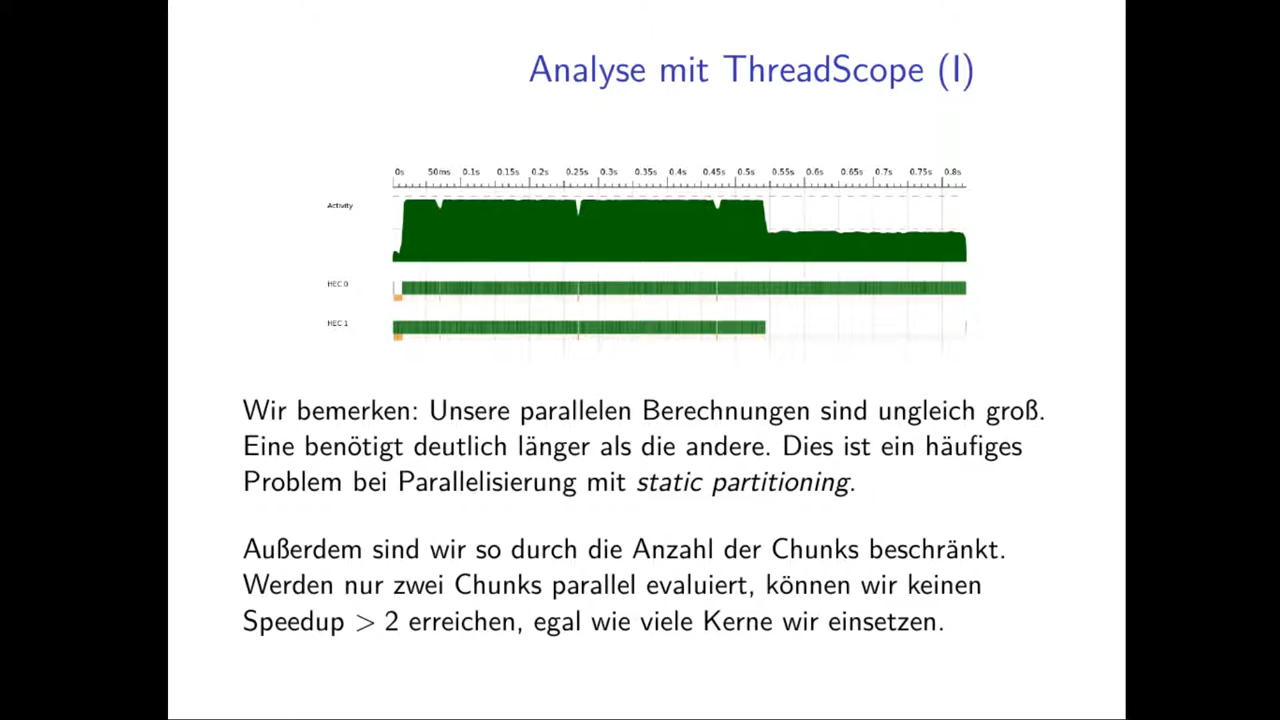 Analyse mit ThreadScope (I)
0s 50ms 0.1s 0.15s 0.2s 0.25s 0.3s 0.35s 0.4s 0.45s 0.5s 0.55s 0.6s 0.65s 0.7s 0.75s 0.8s
Activity
HEC 0
HEC 1
Wir bemerken: Unsere parallelen Berechnungen sind ungleich groß.
Eine benötigt deutlich länger als die andere. Dies ist ein häufiges
Problem bei Parallelisierung mit static partitioning.
Außerdem sind wir so durch die Anzahl der Chunks beschränkt.
Werden nur zwei Chunks parallel evaluiert, können wir keinen
Speedup > 2 erreichen, egal wie viele Kerne wir einsetzen.